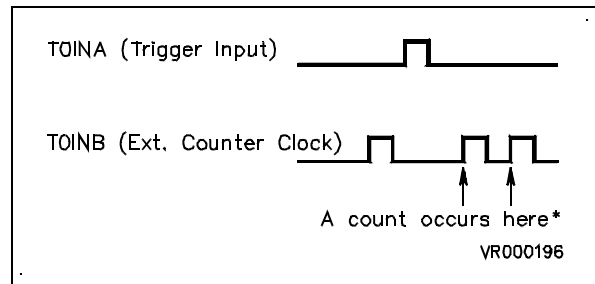 T0INA (Trigger Input)
T0INB (Ext. Counter Clock)
A count occurs here*
VR000196